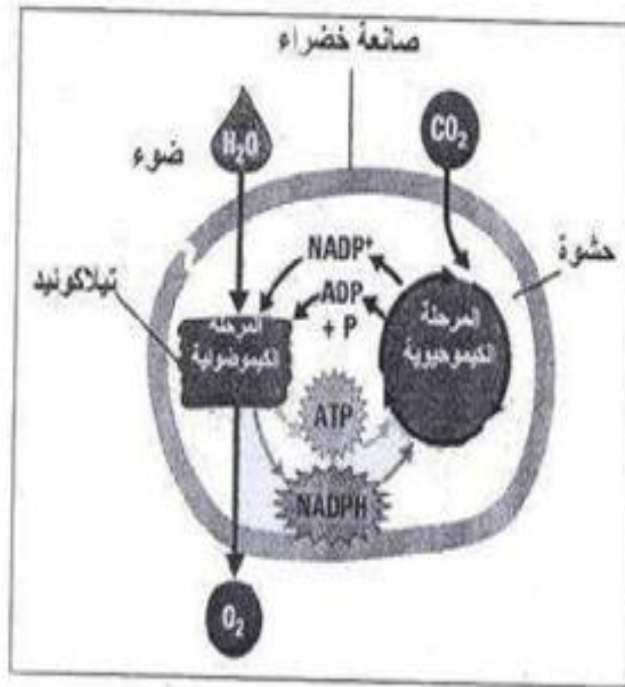 صانعة خضراء
H₂O
CO₂
ضوء
حشوة
NADP⁺
تيلاكوئيد
ADP
+ P
المرحلة
الكيموضوئية
المرحلة
الكيموحيوية
ATP
NADPH
O₂